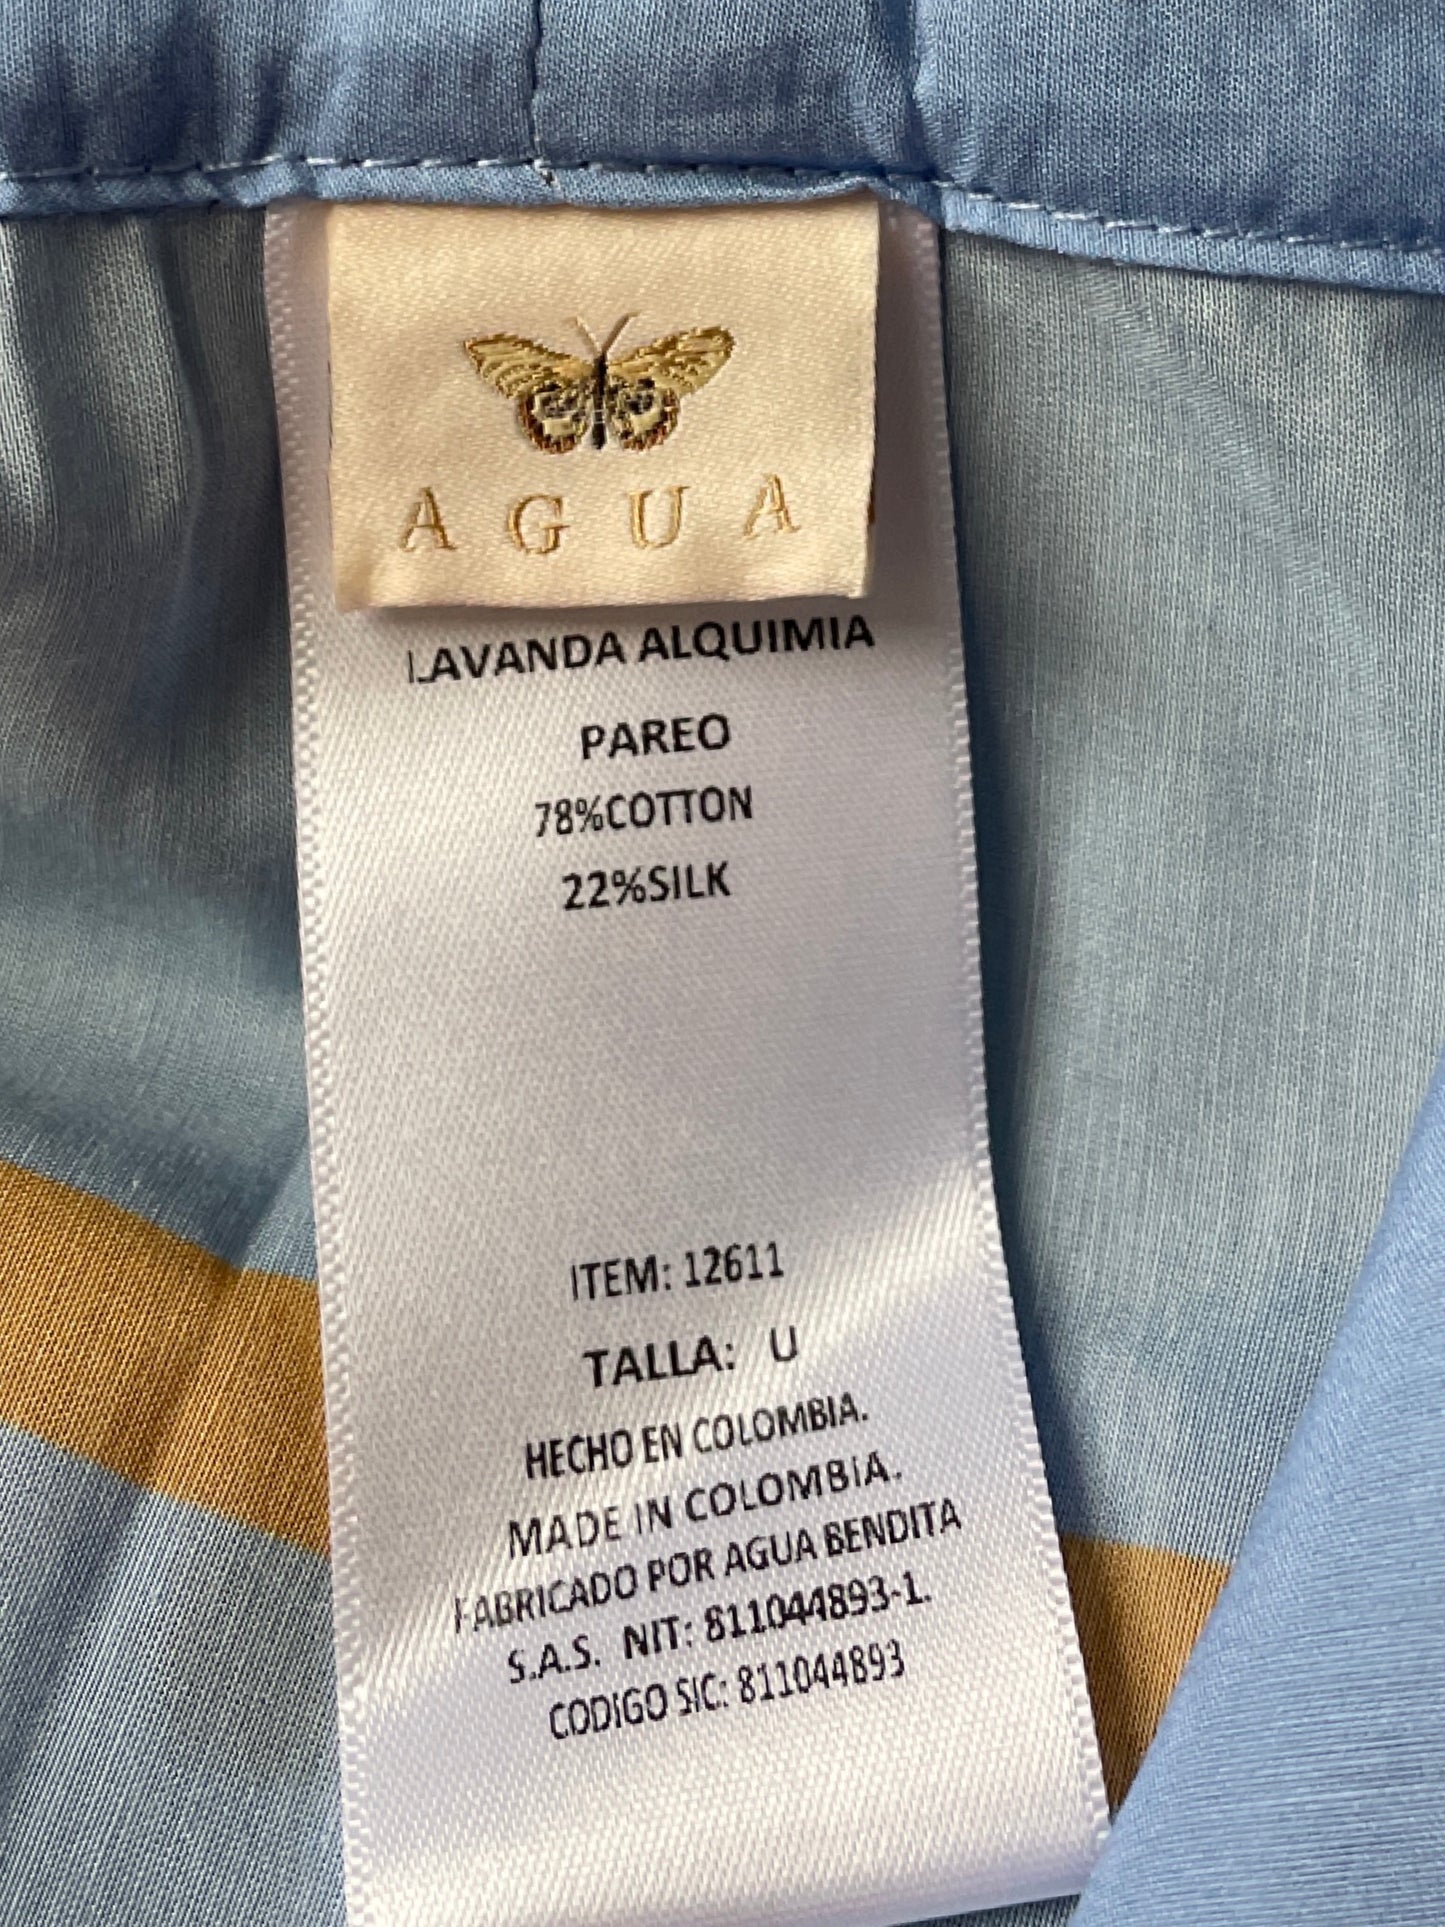 AGUA
LAVANDA ALQUIMIA
PAREO
78%COTTON
22%SILK
ITEM: 12611
TALLA: U
HECHO EN COLOMBIA.
MADE IN COLOMBIA.
FABRICADO POR AGUA BENDITA
S.A.S. NIT: 811044893-1.
CODIGO SIC: 811044893